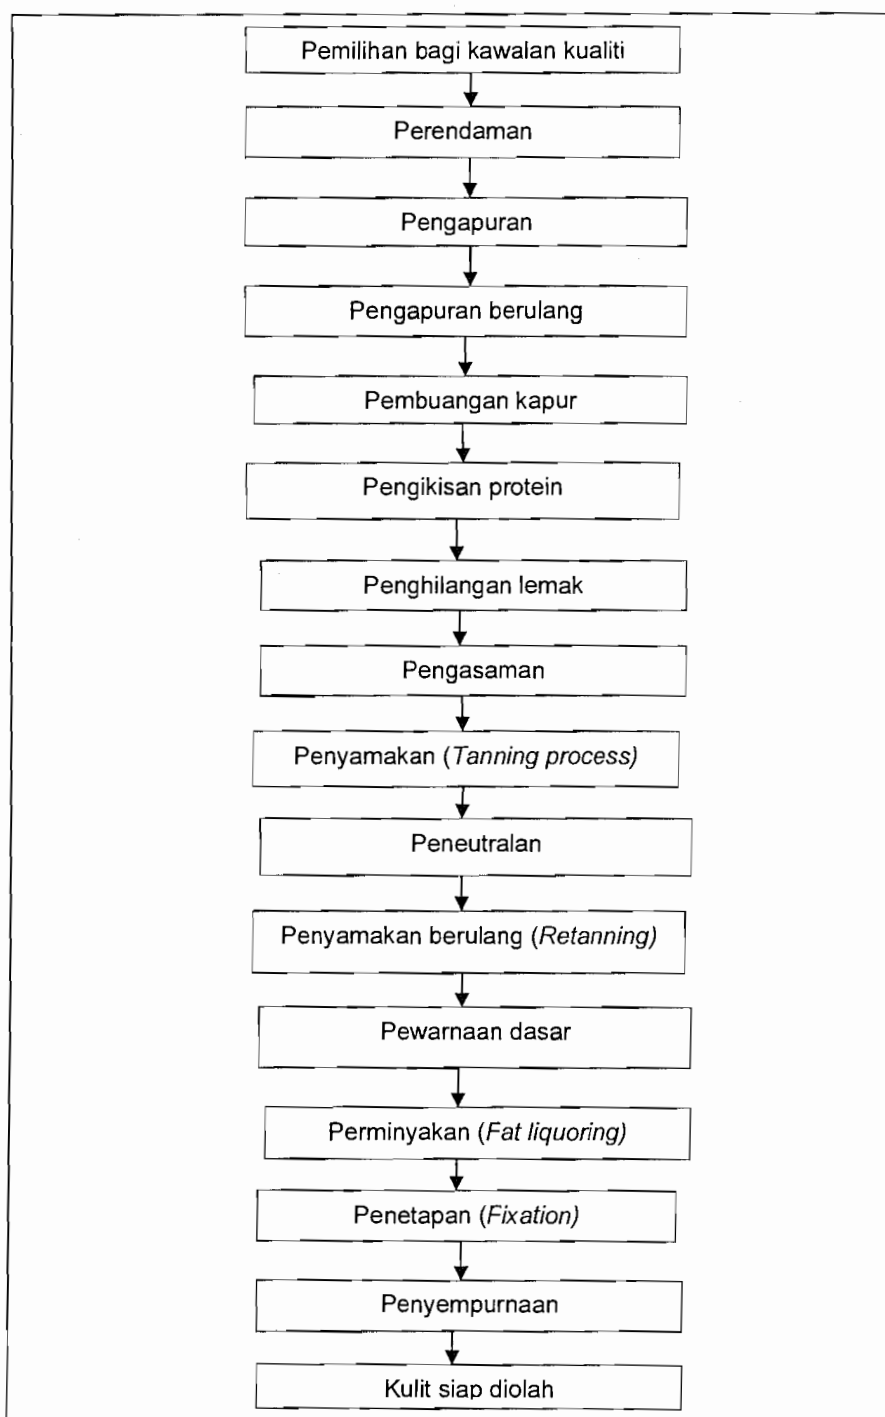 Pemilihan bagi kawalan kualiti
Perendaman
Pengapuran
Pengapuran berulang
Pembuangan kapur
Pengikisan protein
Penghilangan lemak
Pengasaman
Penyamakan (Tanning process)
Peneutralan
Penyamakan berulang (Retanning)
Pewarnaan dasar
Perminyakan (Fat liquoring)
Penetapan (Fixation)
Penyempurnaan
Kulit siap diolah